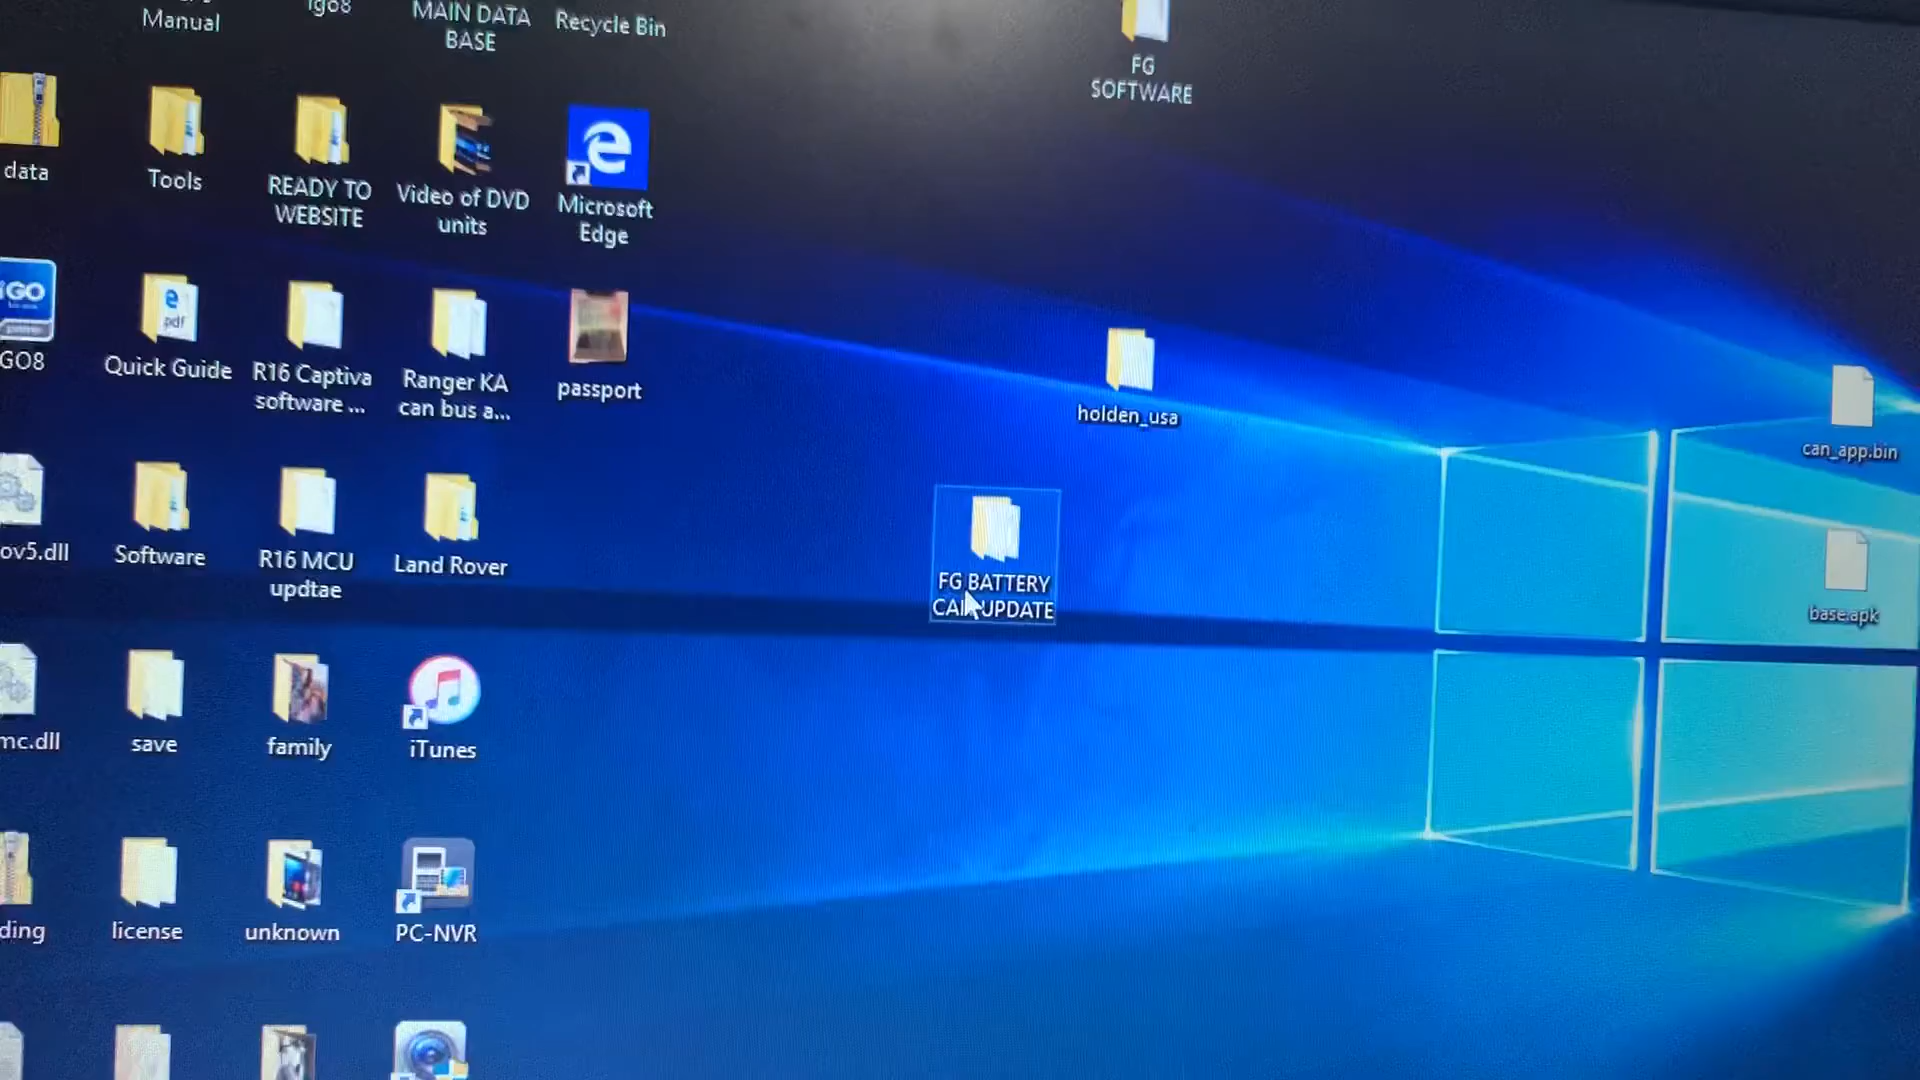 Manual
igo8
MAIN DATA
BASE
Recycle Bin
FG
SOFTWARE
data
Tools
READY TO
WEBSITE
Video of DVD
units
Microsoft
Edge
iGO
GO8
pdf
Quick Guide
R16 Captiva
software ...
Ranger KA
can bus a...
passport
holden_usa
can_app.bin
ov5.dll
Software
R16 MCU
updtae
Land Rover
FG BATTERY
UPDATE
base.apk
mc.dll
save
family
iTunes
ding
license
unknown
PC-NVR